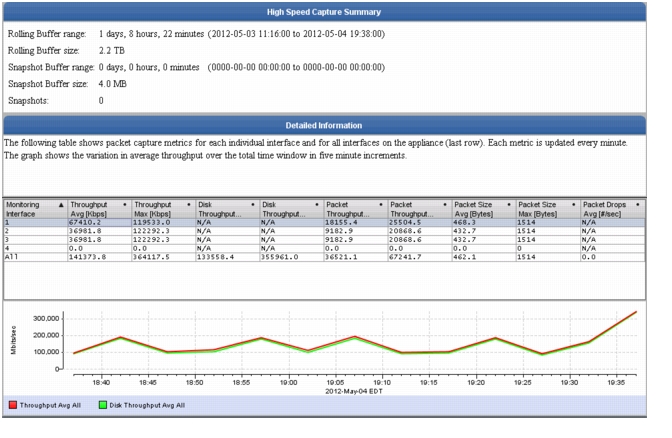 High Speed Capture Summary
Rolling Buffer range: 1 days, 8 hours, 22 minutes (2012-05-03 11:16:00 to 2012-05-04 19:38:00)
Rolling Buffer size: 2.2 TB
Snapshot Buffer range: 0 days, 0 hours, 0 minutes (0000-00-00 00:00:00 to 0000-00-00 00:00:00)
Snapshot Buffer size: 4.0 MB
Snapshots: 0
Detailed Information
The following table shows packet capture metrics for each individual interface and for all interfaces on the appliance (last row). Each metric is updated every minute.
The graph shows the variation in average throughput over the total time window in five minute increments.
Monitoring Throughput Throughput Disk Disk Packet Packet Packet Size Packet Size Packet Drops
Interface Avg [Kbps] Max [Kbps] Throughput... Throughput... Throughput... Throughput... Avg [Bytes] Max [Bytes] Avg [#/sec]
1 67410.2 119533.0 N/A N/A 18155.4 25504.5 468.3 1514 N/A
2 36981.8 122292.3 N/A N/A 9182.9 20868.6 432.7 1514 N/A
3 36981.8 122292.3 N/A N/A 9182.9 20868.6 432.7 1514 N/A
4 0.0 0.0 N/A N/A 0.0 0.0 0.0 0 N/A
All 141373.8 364117.5 133558.4 355961.0 36521.1 67241.7 462.1 1514 0.0
300,000
200,000
100,000
0
Mbits/sec
18:40 18:45 18:50 18:55 19:00 19:05 19:10 19:15 19:20 19:25 19:30 19:35
2012-May-04 EDT
Throughput Avg All Disk Throughput Avg All